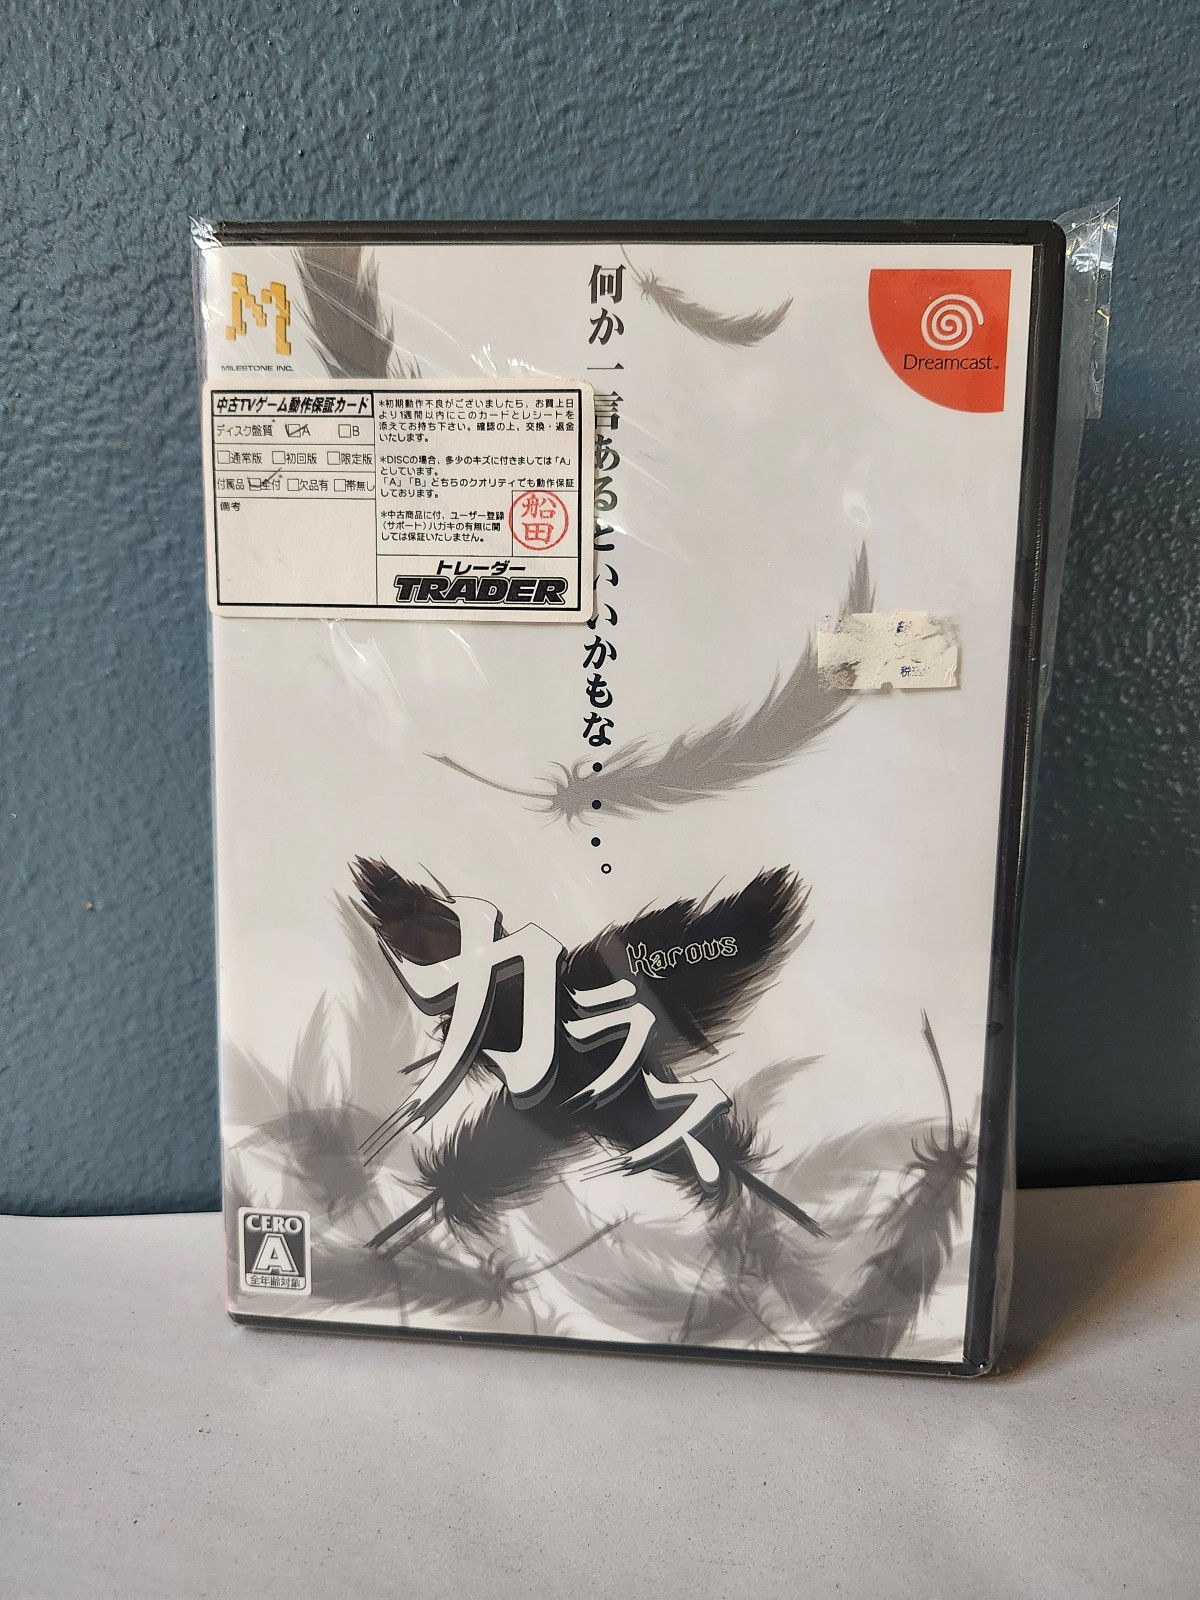 MILESTONE INC.
何か一言あるといいかもな・・・。
Dreamcast™
中古TVゲーム動作保証カード
ディスク盤質 A B
通常版 初回版 限定版
付属品 全付 欠品有 帯無し
備考
*初期動作不良がございましたら、お買上日
より1週間以内にこのカードとレシートを
添えてお持ち下さい。確認の上、交換・返金
いたします。
*DISCの場合、多少のキズに付きましては「A」
としています。
「A」「B」どちらのクオリティでも動作保証
しております。
*中古商品に付、ユーザー登録
(サポート)ハガキの有無に関
しては保証いたしません。
船田
トレーダー
TRADER
税込
Karous
カラス
CERO
A
全年齢対象